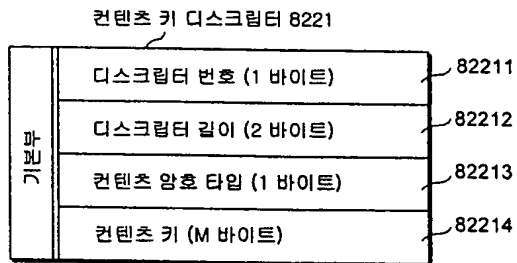 컨텐츠 키 디스크립터 8221
디스크립터 번호 (1 바이트) 82211
디스크립터 길이 (2 바이트) 82212
기본부
컨텐츠 암호 타입 (1 바이트) 82213
컨텐츠 키 (M 바이트) 82214